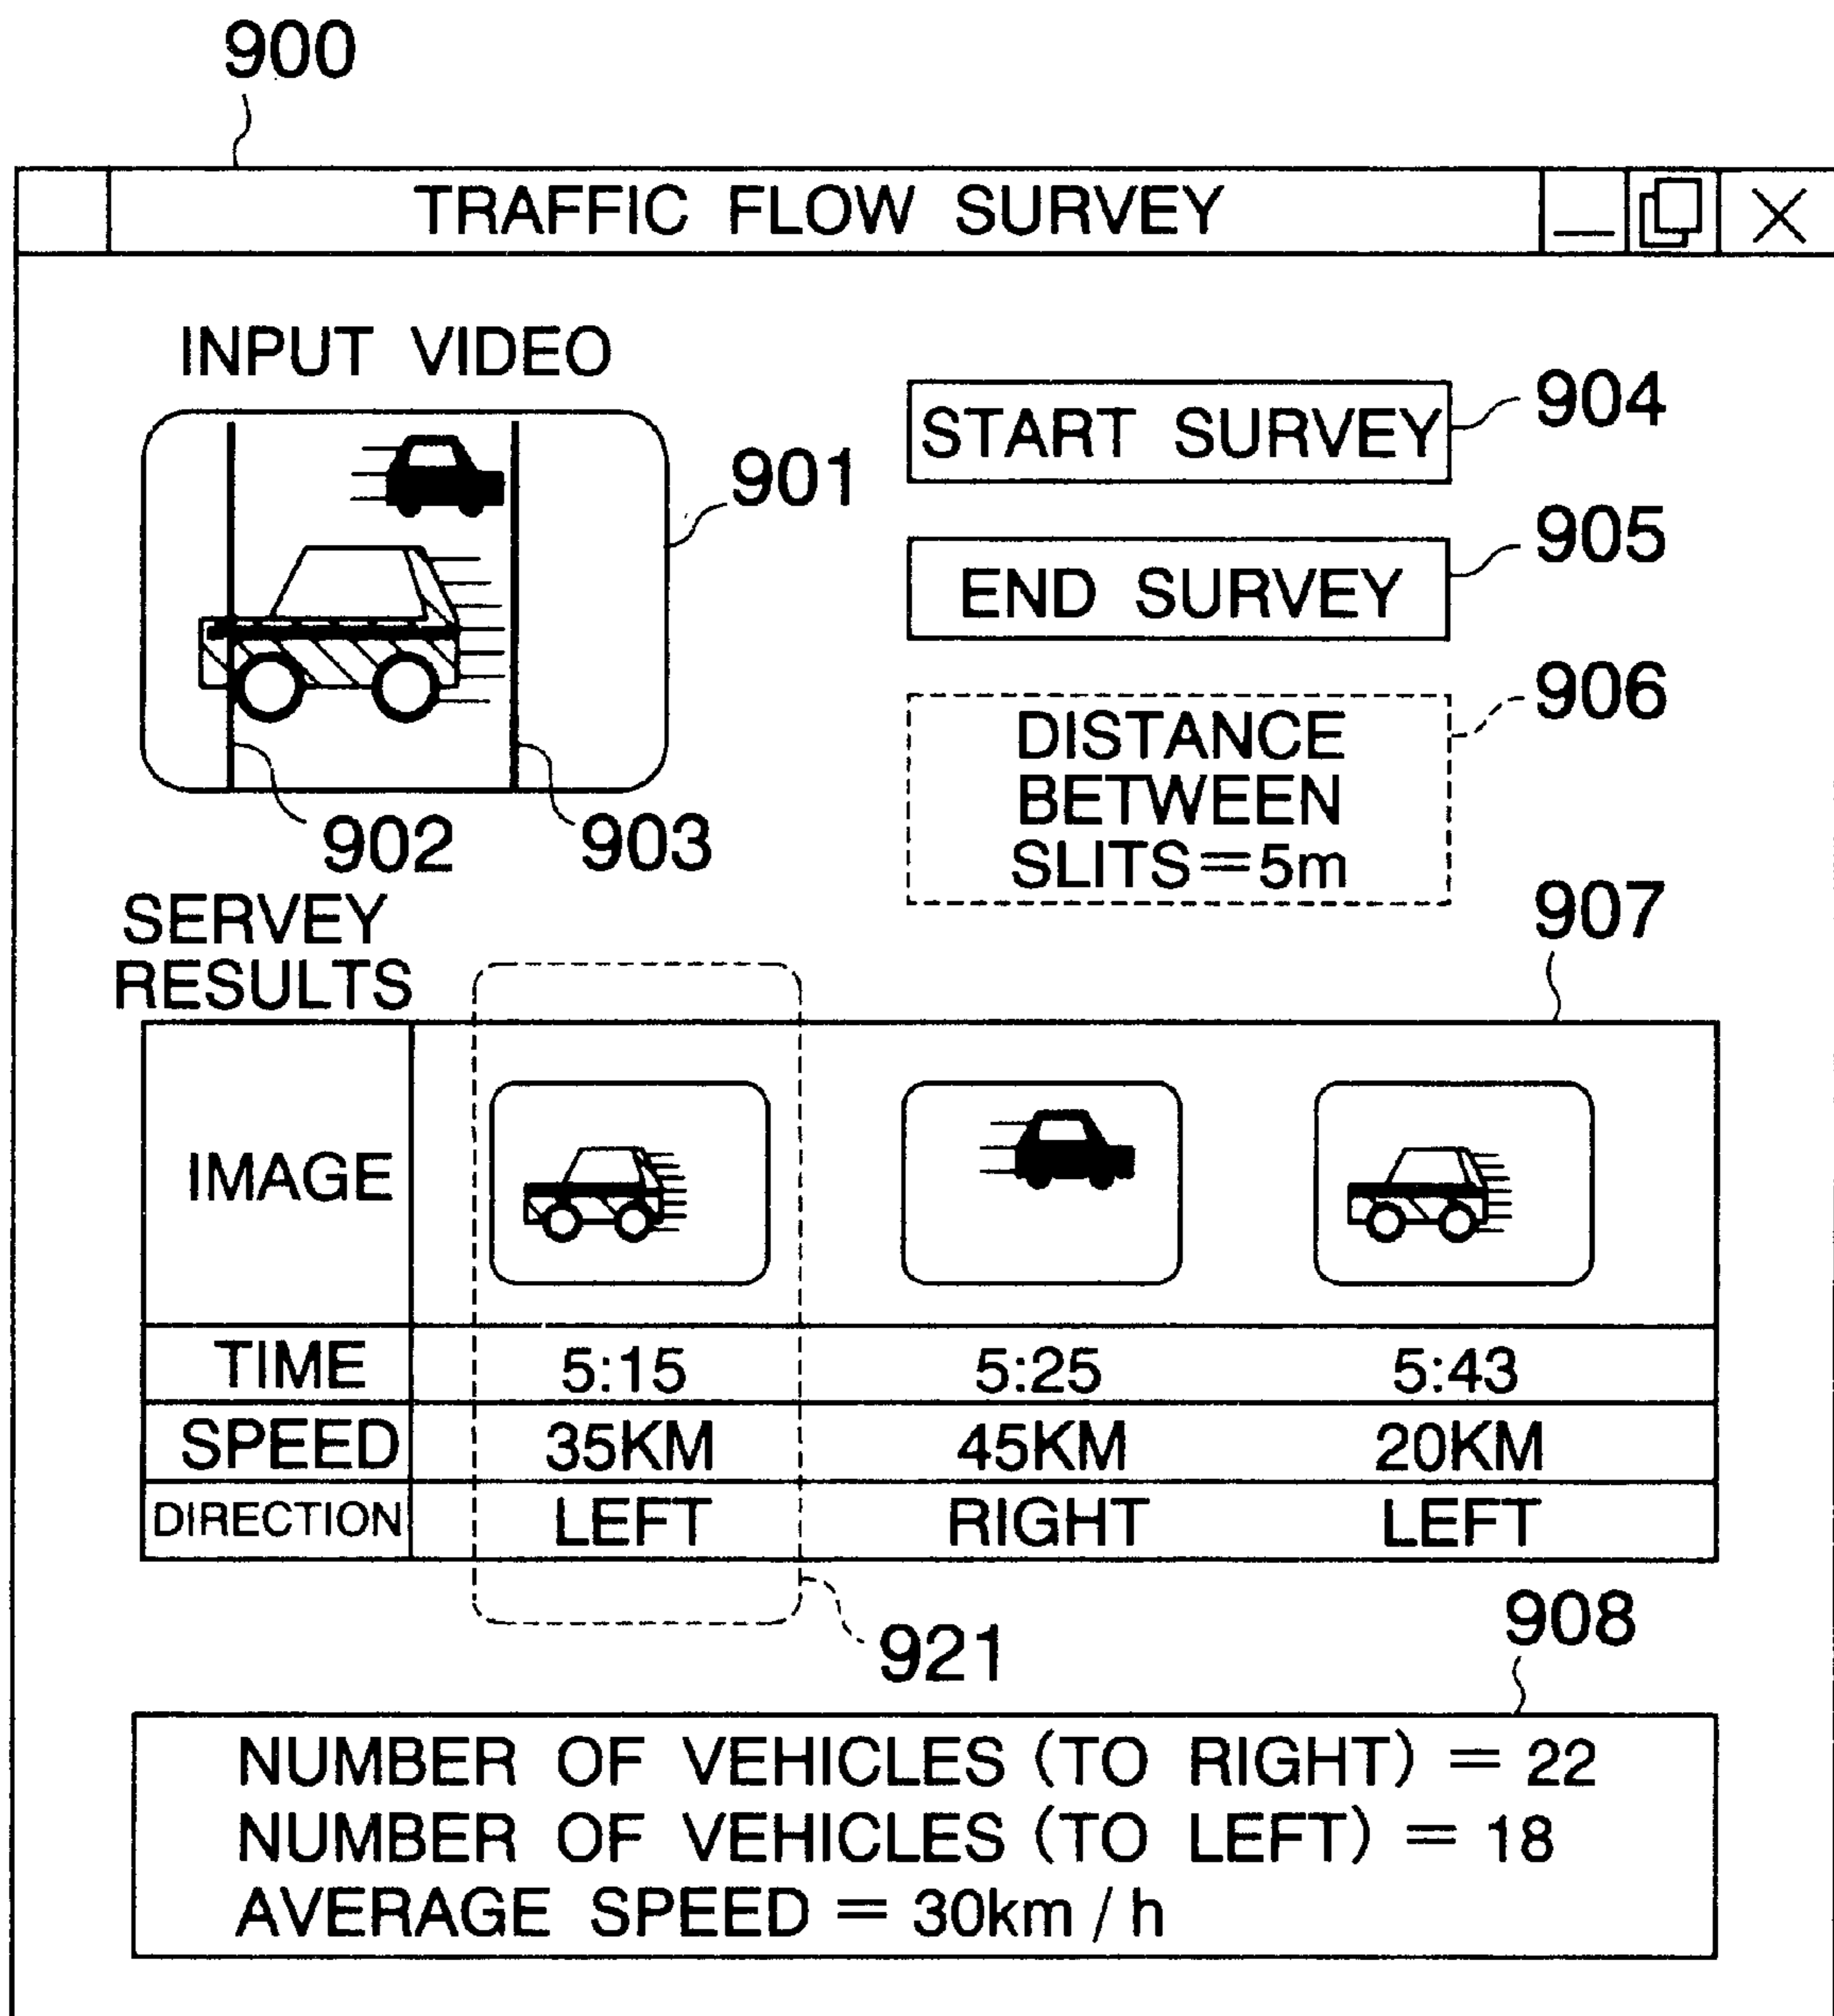 900
TRAFFIC FLOW SURVEY
INPUT VIDEO
901
902
903
START SURVEY
904
END SURVEY
905
DISTANCE
BETWEEN
SLITS=5m
906
SERVEY
RESULTS
907
IMAGE
TIME 5:15 5:25 5:43
SPEED 35KM 45KM 20KM
DIRECTION LEFT RIGHT LEFT
921
908
NUMBER OF VEHICLES (TO RIGHT) = 22
NUMBER OF VEHICLES (TO LEFT) = 18
AVERAGE SPEED = 30km / h